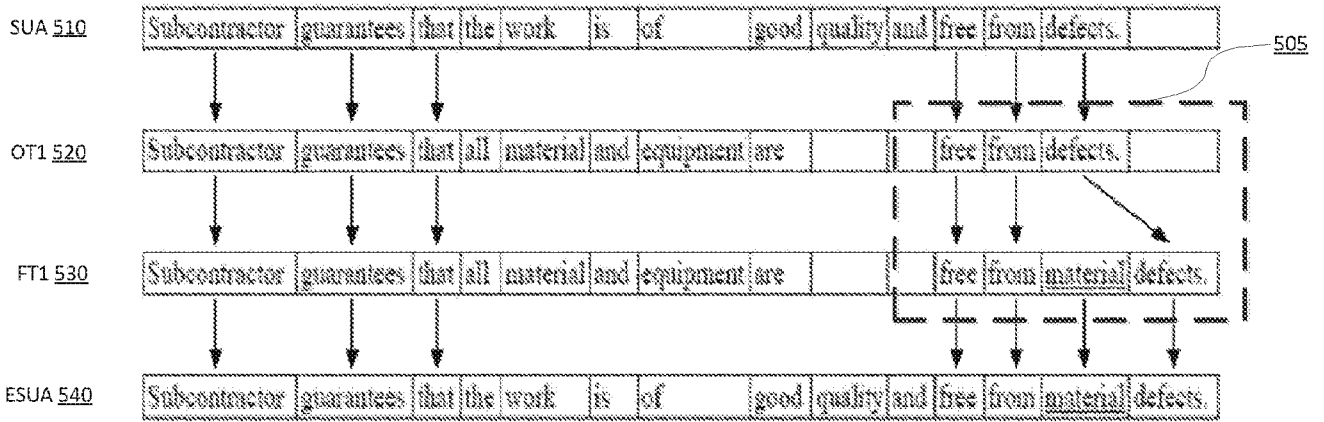 SUA 510 Subcontractor guarantees that the work is of good quality and free from defects.
505
OT1 520 Subcontractor guarantees that all material and equipment are free from defects.
FT1 530 Subcontractor guarantees that all material and equipment are free from material defects.
ESUA 540 Subcontractor guarantees that the work is of good quality and free from material defects.